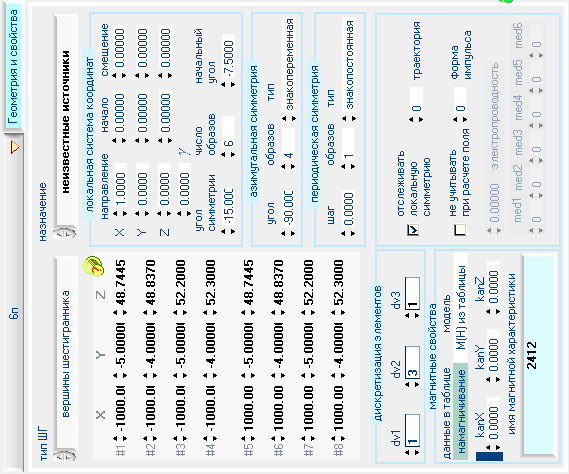 6п
Геометрия и свойства
тип ШГ
вершины шестигранника
X Y Z
#1 -1000.0( -5.0000( 48.7445
#2 -1000.0( -4.0000( 48.8370
#3 -1000.0( -5.0000( 52.2000
#4 -1000.0( -4.0000( 52.3000
#5 1000.00 -5.0000( 48.7445
#6 1000.00 -4.0000( 48.8370
#7 1000.00 -5.0000( 52.2000
#8 1000.00 -4.0000( 52.3000
дискретизация элементов
dv1 dv2 dv3
1 3 1
магнитные свойства
данные в таблице модель
намагничивание M(H) из таблицы
kanX kanY kanZ
0.0000 0.0000 0.0000
имя магнитной характеристики
2412
назначение
неизвестные источники
локальная система координат
направление начало смещение
X 1.0000 0.00000 0.00000
Y 0.0000 0.00000 0.00000
Z 0.0000 0.00000 0.00000
0.0000 γ
угол симметрии число образов начальный угол
-15.000 6 -7.5000
азимутальная симметрия
угол образов тип
-90.000 4 знакопеременная
периодическая симметрия
шаг образов тип
0.0000 1 знакопостоянная
отслеживать локальную симметрию
0 траектория
не учитывать при расчете поля
0 форма импульса
0.00000 электропроводность
med1 med2 med3 med4 med5 med6
0 0 0 0 0 0